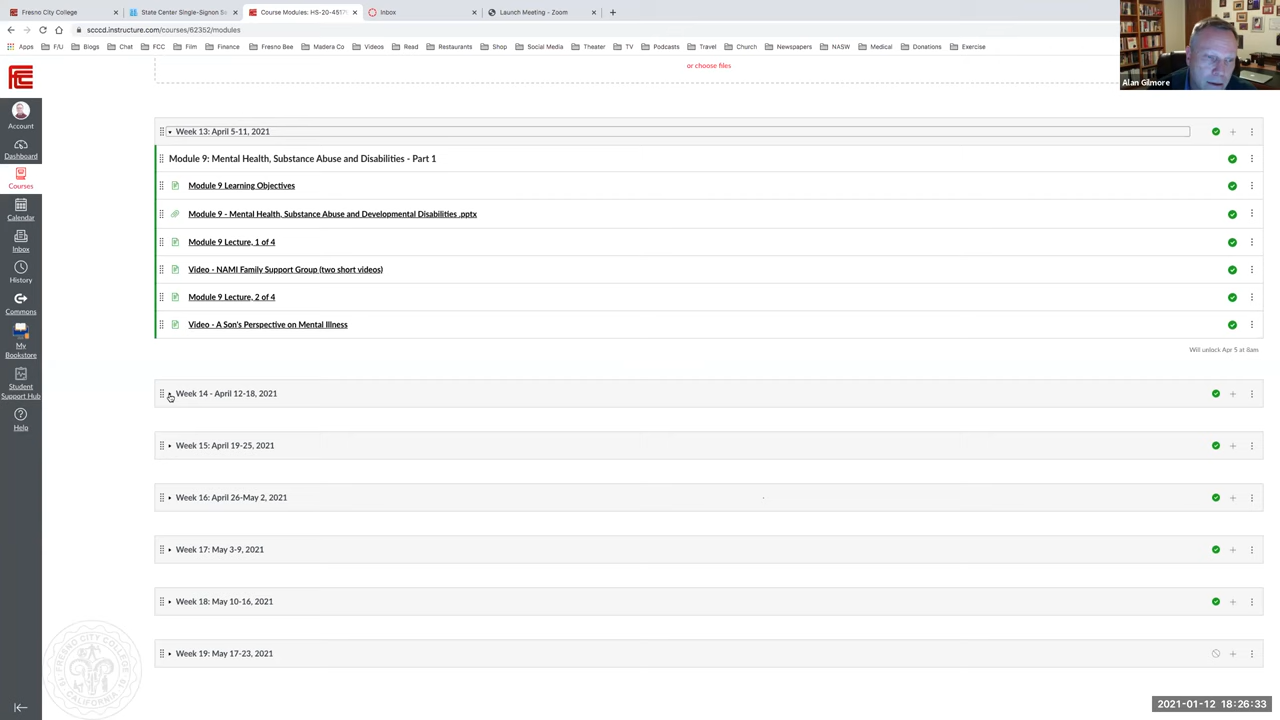 Fresno City College
State Center Single-Signon Se
Course Modules: HS-20-4517
Inbox
Launch Meeting - Zoom
scccd.instructure.com/courses/62352/modules
Apps F/U Blogs Chat FCC Film Finance Fresno Bee Madera Co Videos Read Restaurants Shop Social Media Theater TV Podcasts Travel Church Newspapers NASW Medical Donations Exercise
Alan Gilmore
or choose files
Account
Dashboard
Courses
Calendar
Inbox
History
Commons
My
Bookstore
Student
Support Hub
Help
Week 13: April 5-11, 2021
Module 9: Mental Health, Substance Abuse and Disabilities - Part 1
Module 9 Learning Objectives
Module 9 - Mental Health, Substance Abuse and Developmental Disabilities .pptx
Module 9 Lecture, 1 of 4
Video - NAMI Family Support Group (two short videos)
Module 9 Lecture, 2 of 4
Video - A Son's Perspective on Mental Illness
Will unlock Apr 5 at 8am
Week 14 - April 12-18, 2021
Week 15: April 19-25, 2021
Week 16: April 26-May 2, 2021
Week 17: May 3-9, 2021
Week 18: May 10-16, 2021
Week 19: May 17-23, 2021
FRESNO CITY COLLEGE
CALIFORNIA
2021-01-12 18:26:33